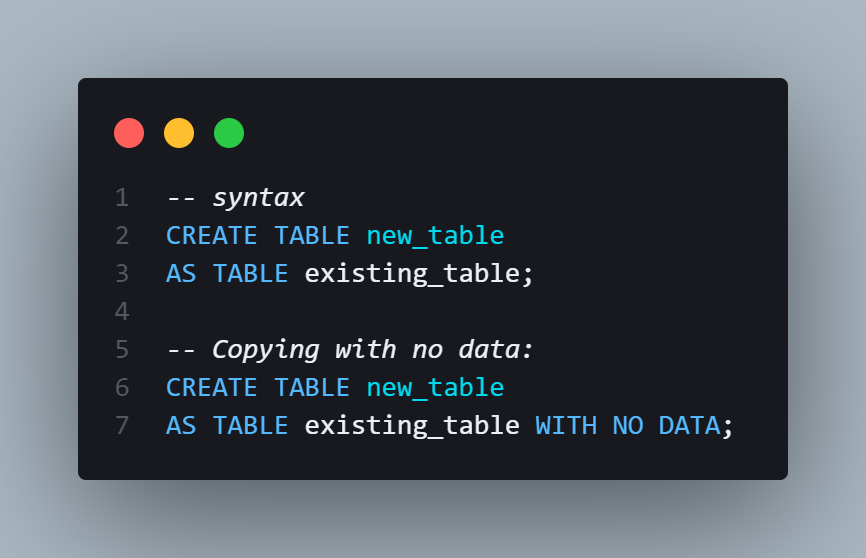 1 -- syntax
2 CREATE TABLE new_table
3 AS TABLE existing_table;
4
5 -- Copying with no data:
6 CREATE TABLE new_table
7 AS TABLE existing_table WITH NO DATA;